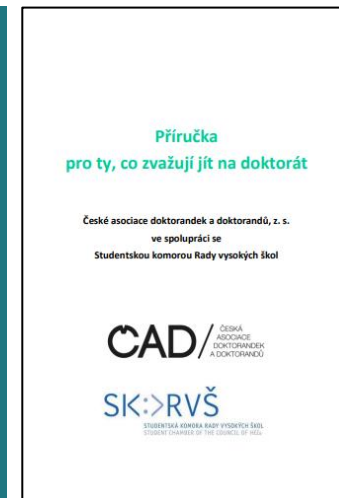 Příručka
pro ty, co zvažují jít na doktorát
České asociace doktorandek a doktorandů, z. s.
ve spolupráci se
Studentskou komorou Rady vysokých škol
ČAD/
ČESKÁ
ASOCIACE
DOKTORANDEK
A DOKTORANDŮ
SK:>RVŠ
STUDENTSKÁ KOMORA RADY VYSOKÝCH ŠKOL
STUDENT CHAMBER OF THE COUNCIL OF HEIs